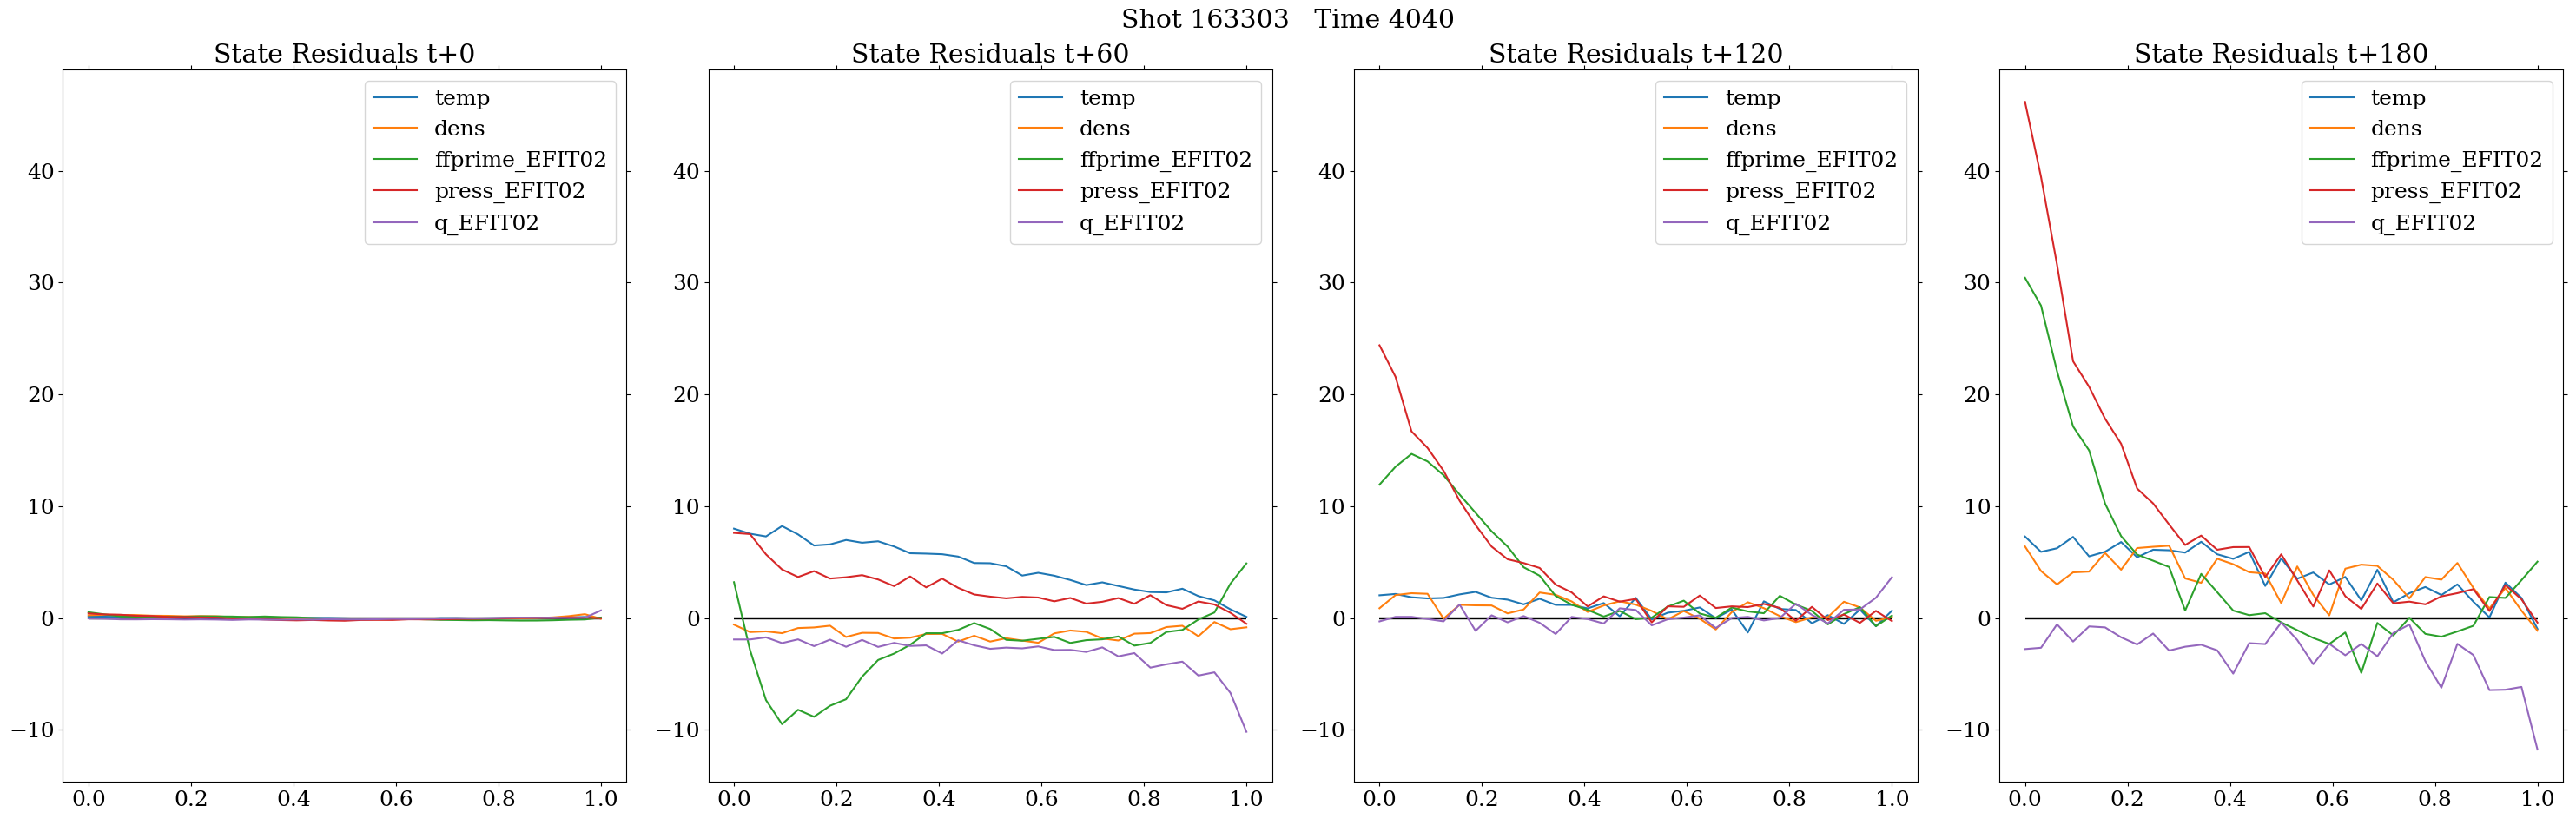 Shot 163303   Time 4040
State Residuals t+0
40
30
20
10
0
−10
0.0 0.2 0.4 0.6 0.8 1.0
temp
dens
ffprime_EFIT02
press_EFIT02
q_EFIT02
State Residuals t+60
40
30
20
10
0
−10
0.0 0.2 0.4 0.6 0.8 1.0
temp
dens
ffprime_EFIT02
press_EFIT02
q_EFIT02
State Residuals t+120
40
30
20
10
0
−10
0.0 0.2 0.4 0.6 0.8 1.0
temp
dens
ffprime_EFIT02
press_EFIT02
q_EFIT02
State Residuals t+180
40
30
20
10
0
−10
0.0 0.2 0.4 0.6 0.8 1.0
temp
dens
ffprime_EFIT02
press_EFIT02
q_EFIT02